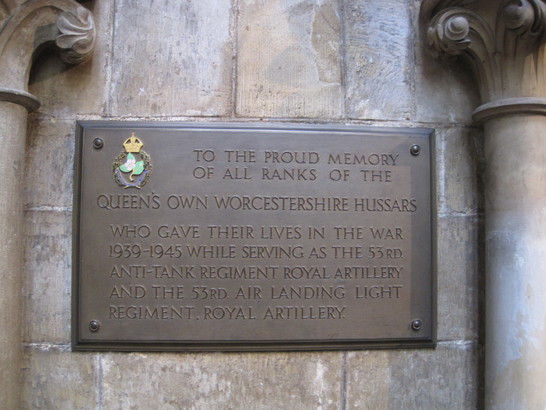 TO THE PROUD MEMORY
OF ALL RANKS OF THE
QUEEN'S OWN WORCESTERSHIRE HUSSARS
WHO GAVE THEIR LIVES IN THE WAR
1939-1945 WHILE SERVING AS THE 53RD
ANTI-TANK REGIMENT ROYAL ARTILLERY
AND THE 53RD AIR LANDING LIGHT
REGIMENT, ROYAL ARTILLERY.